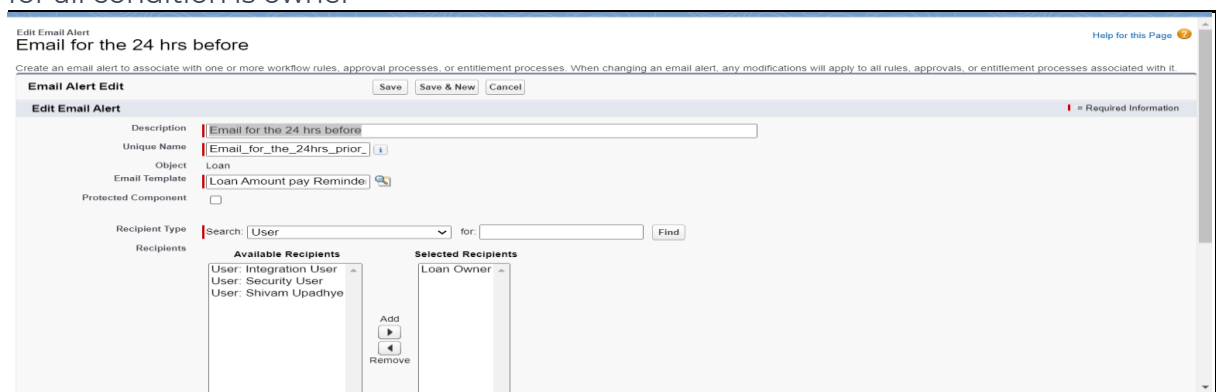 for all condition is owner
Edit Email Alert
Email for the 24 hrs before
Help for this Page
Create an email alert to associate with one or more workflow rules, approval processes, or entitlement processes. When changing an email alert, any modifications will apply to all rules, approvals, or entitlement processes associated with it.
Email Alert Edit Save Save & New Cancel
Edit Email Alert = Required Information
Description Email for the 24 hrs before
Unique Name Email_for_the_24hrs_prior_ i
Object Loan
Email Template Loan Amount pay Reminde
Protected Component
Recipient Type Search: User for: Find
Recipients
Available Recipients Selected Recipients
User: Integration User Loan Owner
User: Security User
User: Shivam Upadhye
Add
Remove